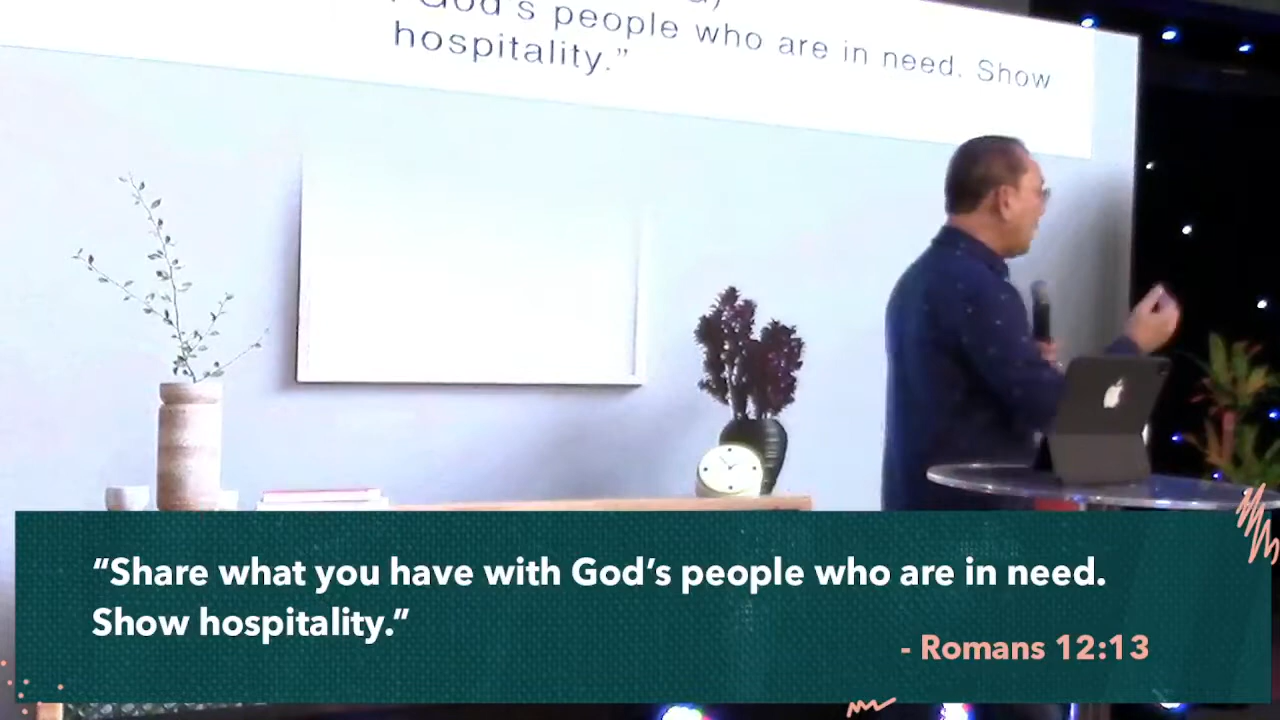 God's people who are in need. Show
hospitality.”
“Share what you have with God’s people who are in need.
Show hospitality.”
- Romans 12:13